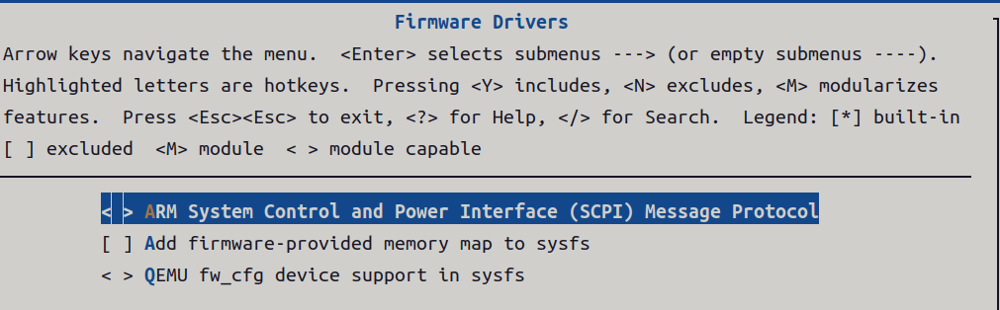 Firmware Drivers
Arrow keys navigate the menu.  <Enter> selects submenus ---> (or empty submenus ----).
Highlighted letters are hotkeys.  Pressing <Y> includes, <N> excludes, <M> modularizes
features.  Press <Esc><Esc> to exit, <?> for Help, </> for Search.  Legend: [*] built-in
[ ] excluded  <M> module  < > module capable
< > ARM System Control and Power Interface (SCPI) Message Protocol
[ ] Add firmware-provided memory map to sysfs
< > QEMU fw_cfg device support in sysfs